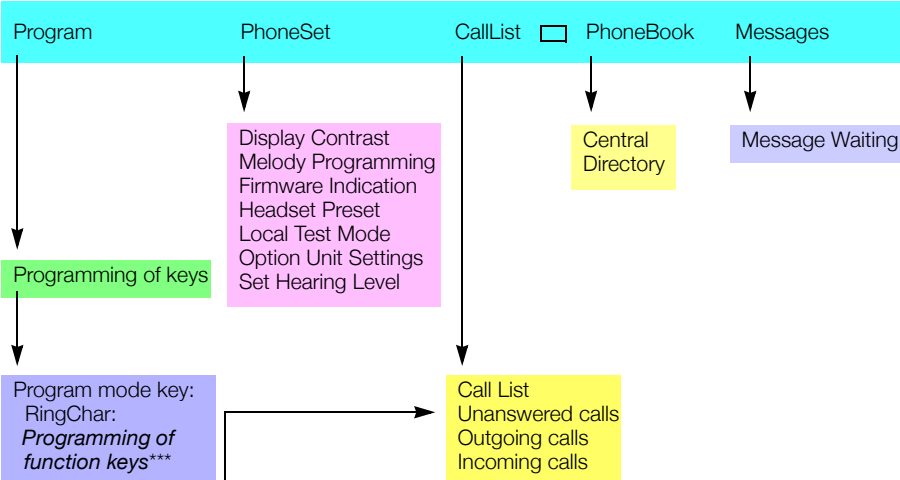 Program PhoneSet CallList PhoneBook Messages
Display Contrast
Melody Programming
Firmware Indication
Headset Preset
Local Test Mode
Option Unit Settings
Set Hearing Level
Central
Directory
Message Waiting
Programming of keys
Program mode key:
RingChar:
Programming of
function keys***
Call List
Unanswered calls
Outgoing calls
Incoming calls